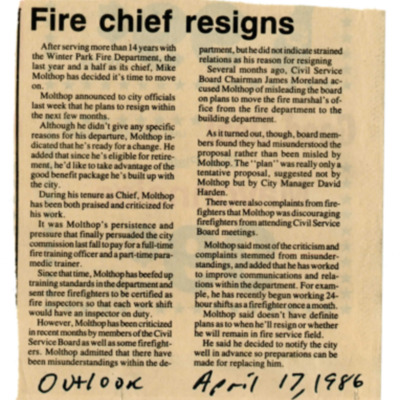 Fire chief resigns
After serving more than 14 years with
the Winter Park Fire Department, the
last year and a half as its chief, Mike
Molthop has decided it's time to move
on.
Molthop announced to city officials
last week that he plans to resign within
the next few months.
Although he didn't give any specific
reasons for his departure, Molthop in-
dicated that he's ready for a change. He
added that since he's eligible for retire-
ment, he'd like to take advantage of the
good benefit package he's built up with
the city.
During his tenure as Chief, Molthop
has been both praised and criticized for
his work.
It was Molthop's persistence and
pressure that finally persuaded the city
commission last fall to pay for a full-time
fire training officer and a part-time para-
medic trainer.
Since that time, Molthop has beefed up
training standards in the department and
sent three firefighters to be certified as
fire inspectors so that each work shift
would have an inspector on duty.
However, Molthop has been criticized
in recent months by members of the Civil
Service Board as well as some firefight-
ers. Molthop admitted that there have
been misunderstandings within the de-
partment, but he did not indicate strained
relations as his reason for resigning
Several months ago, Civil Service
Board Chairman James Moreland ac-
cused Molthop of misleading the board
on plans to move the fire marshal's of-
fice from the fire department to the
building department.
As it turned out, though, board mem-
bers found they had misunderstood the
proposal rather than been misled by
Molthop. The "plan" was really only a
tentative proposal, suggested not by
Molthop but by City Manager David
Harden.
There were also complaints from fire-
fighters that Molthop was discouraging
firefighters from attending Civil Service
Board meetings.
Molthop said most of the criticism and
complaints stemmed from misunder-
standings, and added that he has worked
to improve communications and rela-
tions within the department. For exam-
ple, he has recently begun working 24-
hour shifts as a firefighter once a month.
Molthop said doesn't have definite
plans as to when he'll resign or whether
he will remain in fire service field.
He said he decided to notify the city
well in advance so preparations can be
made for replacing him.
Outlook April 17, 1986